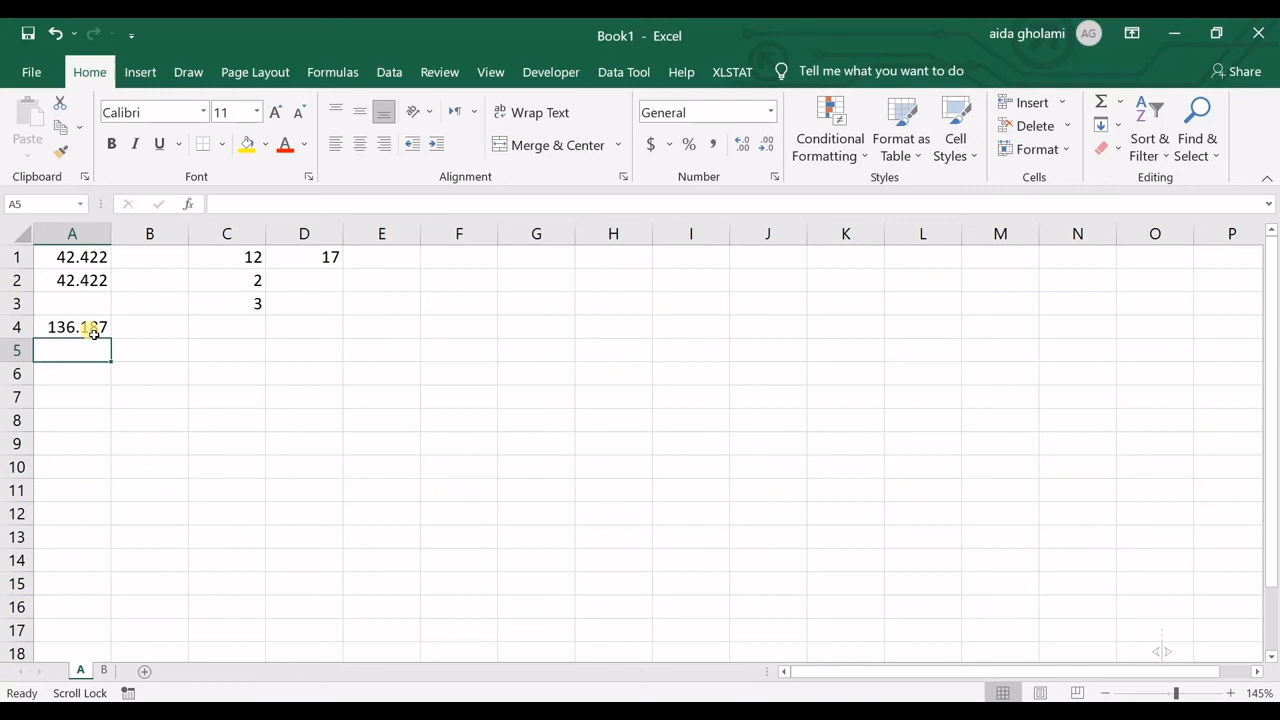 Book1 - Excel
aida gholami AG
File Home Insert Draw Page Layout Formulas Data Review View Developer Data Tool Help XLSTAT Tell me what you want to do Share
Paste
Clipboard
Calibri 11
B I U A
Font
Wrap Text
Merge & Center
Alignment
General
$ % ,
Number
Conditional Formatting
Format as Table
Cell Styles
Styles
Insert
Delete
Format
Cells
Sort & Filter
Find & Select
Editing
A5 fx
A B C D E F G H I J K L M N O P
1 42.422 12 17
2 42.422 2
3 3
4 136.187
5
6
7
8
9
10
11
12
13
14
15
16
17
18
A B
Ready Scroll Lock 145%